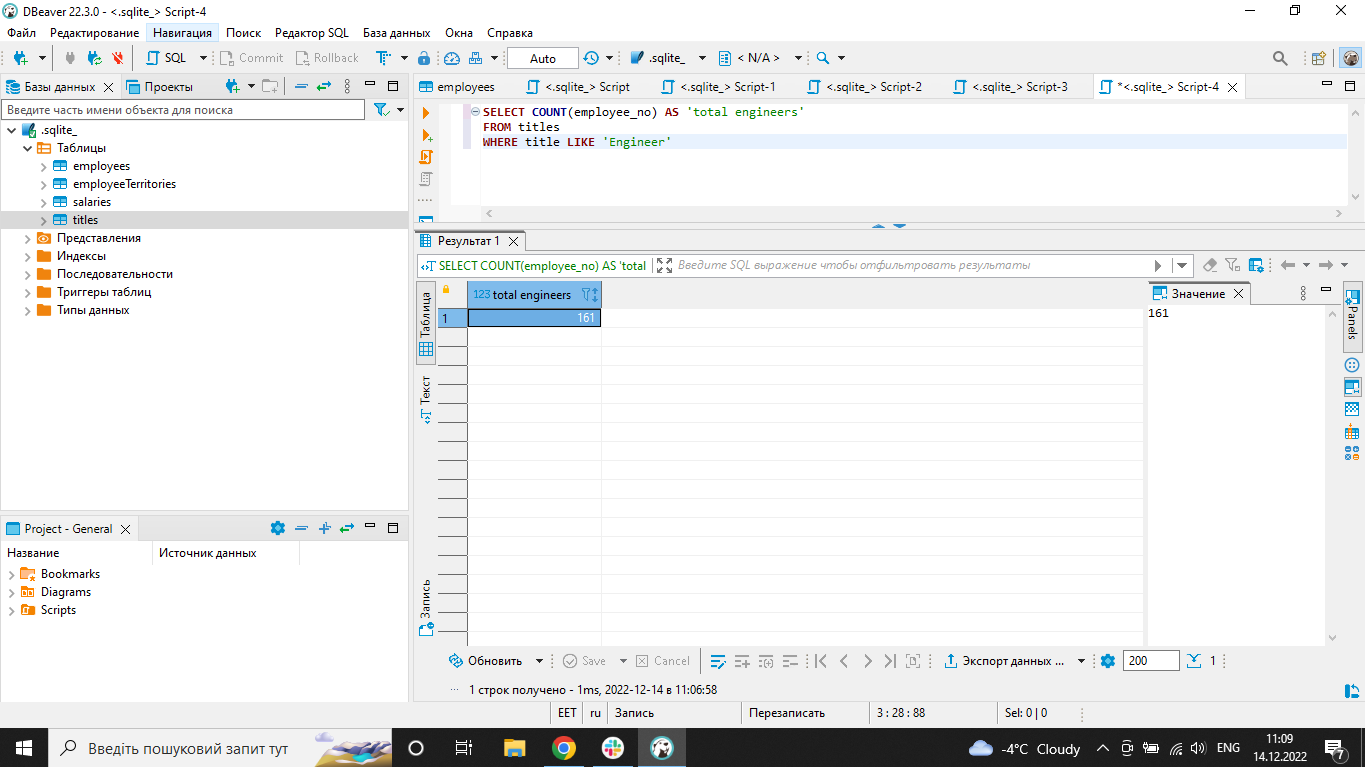 DBeaver 22.3.0 - <.sqlite_> Script-4
Файл Редактирование Навигация Поиск Редактор SQL База данных Окна Справка
SQL Commit Rollback Auto .sqlite_ < N/A >
Базы данных Проекты
employees <.sqlite_> Script <.sqlite_> Script-1 <.sqlite_> Script-2 <.sqlite_> Script-3 *<.sqlite_> Script-4
Введите часть имени объекта для поиска
.sqlite_
Таблицы
employees
employeeTerritories
salaries
titles
Представления
Индексы
Последовательности
Триггеры таблиц
Типы данных
SELECT COUNT(employee_no) AS 'total engineers'
FROM titles
WHERE title LIKE 'Engineer'
Результат 1
SELECT COUNT(employee_no) AS 'total
Введите SQL выражение чтобы отфильтровать результаты
Таблица
Текст
Запись
123 total engineers
1 161
Значение
161
Panels
Project - General
Название Источник данных
Bookmarks
Diagrams
Scripts
Обновить Save Cancel Экспорт данных ... 200 1
1 строк получено - 1ms, 2022-12-14 в 11:06:58
EET ru Запись Перезаписать 3 : 28 : 88 Sel: 0 | 0
Введіть пошуковий запит тут
-4°C Cloudy
ENG
11:09
14.12.2022
7